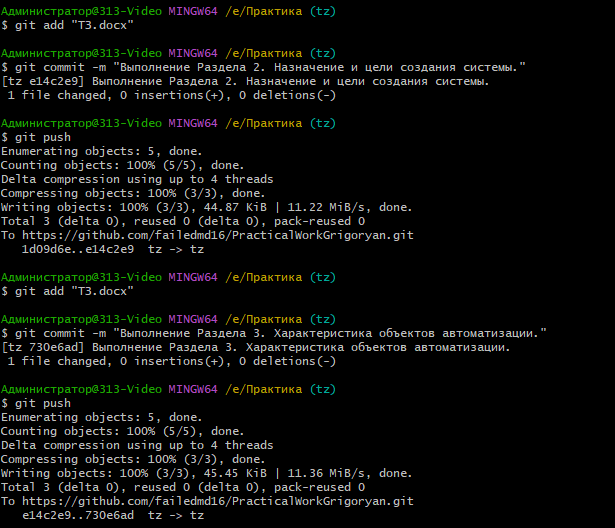 Администратор@313-Video MINGW64 /e/Практика (tz)
$ git add "ТЗ.docx"
Администратор@313-Video MINGW64 /e/Практика (tz)
$ git commit -m "Выполнение Раздела 2. Назначение и цели создания системы."
[tz e14c2e9] Выполнение Раздела 2. Назначение и цели создания системы.
1 file changed, 0 insertions(+), 0 deletions(-)
Администратор@313-Video MINGW64 /e/Практика (tz)
$ git push
Enumerating objects: 5, done.
Counting objects: 100% (5/5), done.
Delta compression using up to 4 threads
Compressing objects: 100% (3/3), done.
Writing objects: 100% (3/3), 44.87 KiB | 11.22 MiB/s, done.
Total 3 (delta 0), reused 0 (delta 0), pack-reused 0
To https://github.com/failedmd16/PracticalWorkGrigoryan.git
1d09d6e..e14c2e9  tz -> tz
Администратор@313-Video MINGW64 /e/Практика (tz)
$ git add "ТЗ.docx"
Администратор@313-Video MINGW64 /e/Практика (tz)
$ git commit -m "Выполнение Раздела 3. Характеристика объектов автоматизации."
[tz 730e6ad] Выполнение Раздела 3. Характеристика объектов автоматизации.
1 file changed, 0 insertions(+), 0 deletions(-)
Администратор@313-Video MINGW64 /e/Практика (tz)
$ git push
Enumerating objects: 5, done.
Counting objects: 100% (5/5), done.
Delta compression using up to 4 threads
Compressing objects: 100% (3/3), done.
Writing objects: 100% (3/3), 45.45 KiB | 11.36 MiB/s, done.
Total 3 (delta 0), reused 0 (delta 0), pack-reused 0
To https://github.com/failedmd16/PracticalWorkGrigoryan.git
e14c2e9..730e6ad  tz -> tz